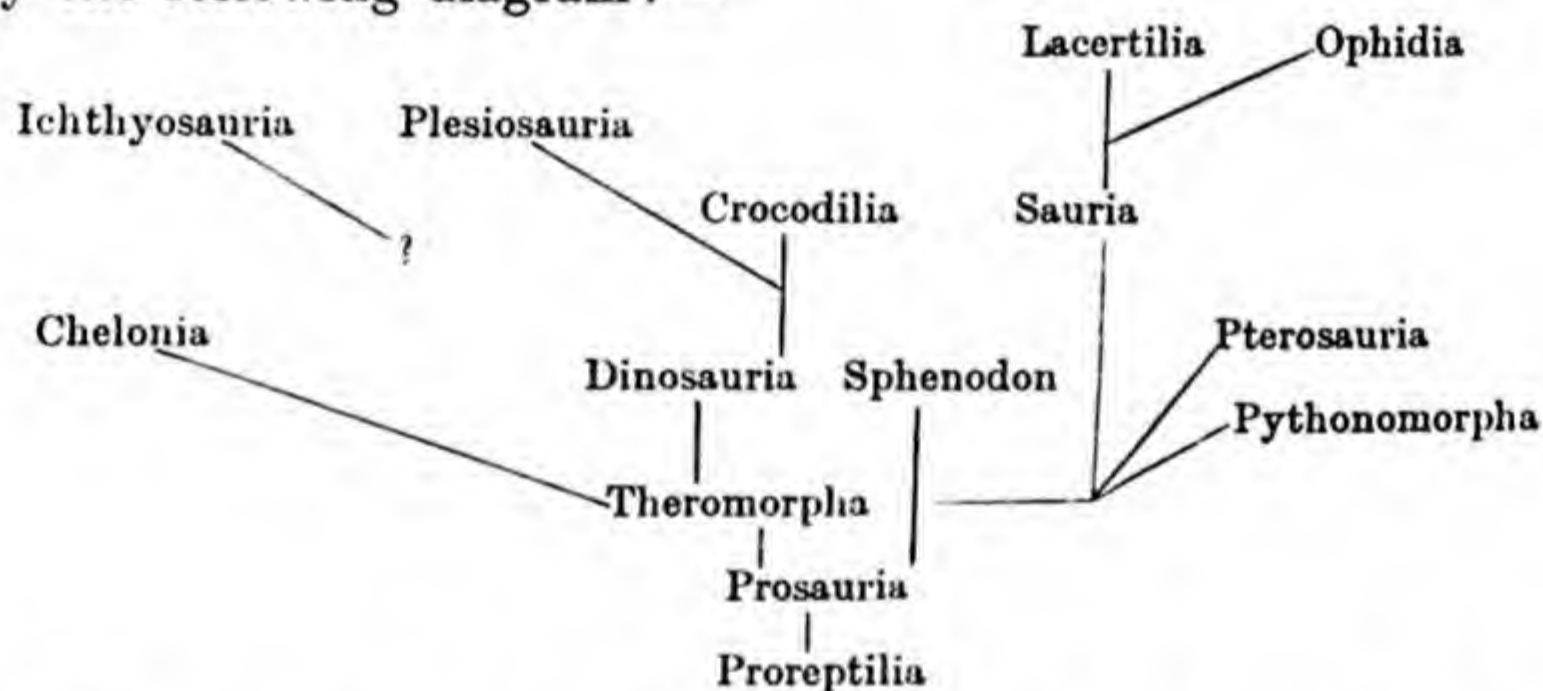 Lacertilia Ophidia
Ichthyosauria Plesiosauria
Crocodilia Sauria
?
Chelonia Pterosauria
Dinosauria Sphenodon
Pythonomorpha
Theromorpha
Prosauria
Proreptilia